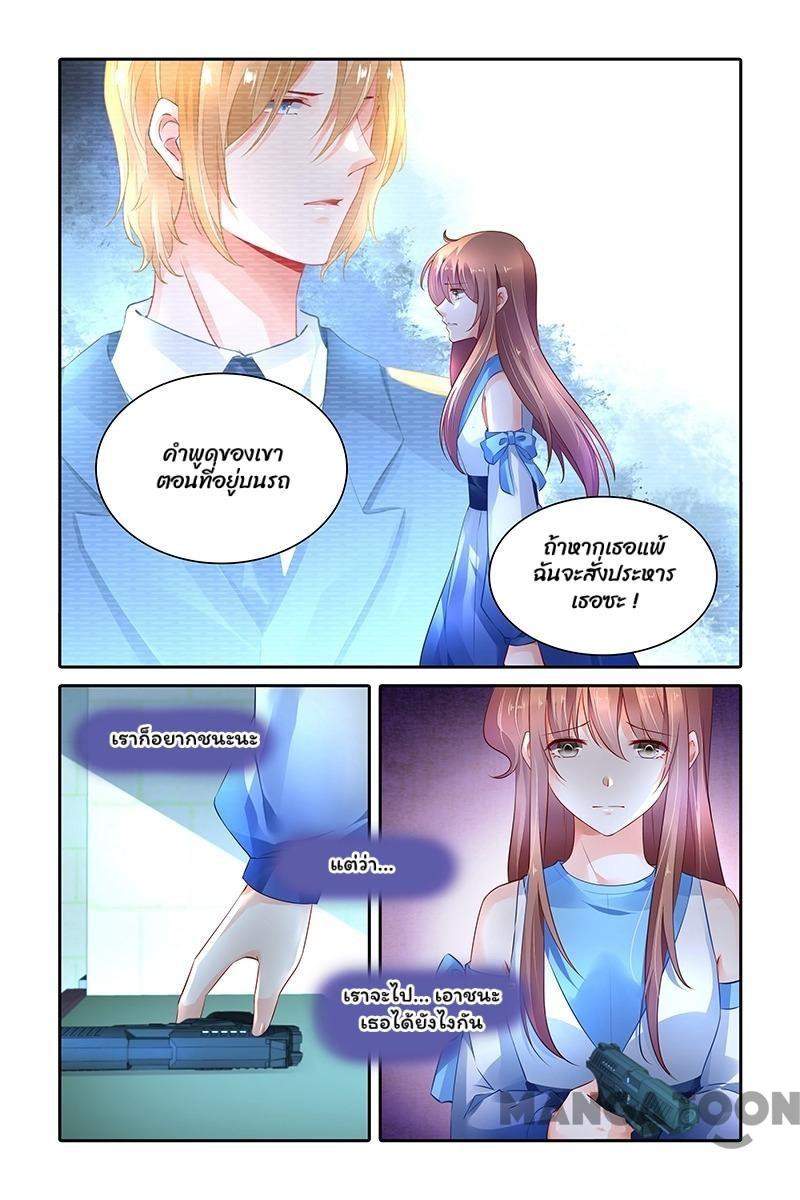 คำพูดของเขา
ตอนที่อยู่บนรถ
ถ้าหากเธอแพ้
ฉันจะสั่งประหาร
เธอซะ !
เราก็อยากชนะนะ
แต่ว่า...
เราจะไป... เอาชนะ
เธอได้ยังไงกัน
MANGATOON